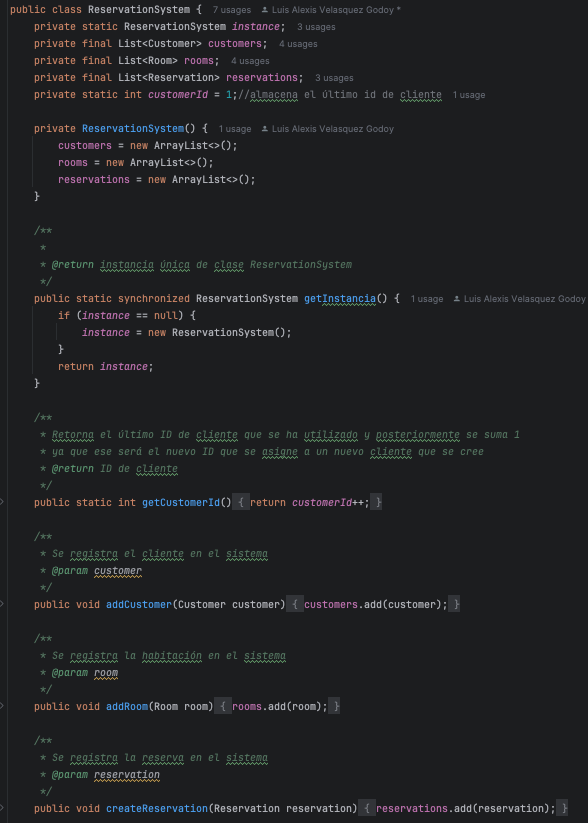 public class ReservationSystem { 7 usages Luis Alexis Velasquez Godoy *
private static ReservationSystem instance; 3 usages
private final List<Customer> customers; 4 usages
private final List<Room> rooms; 4 usages
private final List<Reservation> reservations; 3 usages
private static int customerId = 1;//almacena el último id de cliente 1 usage
private ReservationSystem() { 1 usage Luis Alexis Velasquez Godoy
customers = new ArrayList<>();
rooms = new ArrayList<>();
reservations = new ArrayList<>();
}
/**
*
* @return instancia única de clase ReservationSystem
*/
public static synchronized ReservationSystem getInstancia() { 1 usage Luis Alexis Velasquez Godoy
if (instance == null) {
instance = new ReservationSystem();
}
return instance;
}
/**
* Retorna el último ID de cliente que se ha utilizado y posteriormente se suma 1
* ya que ese será el nuevo ID que se asigne a un nuevo cliente que se cree
* @return ID de cliente
*/
public static int getCustomerId() { return customerId++; }
/**
* Se registra el cliente en el sistema
* @param customer
*/
public void addCustomer(Customer customer) { customers.add(customer); }
/**
* Se registra la habitación en el sistema
* @param room
*/
public void addRoom(Room room) { rooms.add(room); }
/**
* Se registra la reserva en el sistema
* @param reservation
*/
public void createReservation(Reservation reservation) { reservations.add(reservation); }